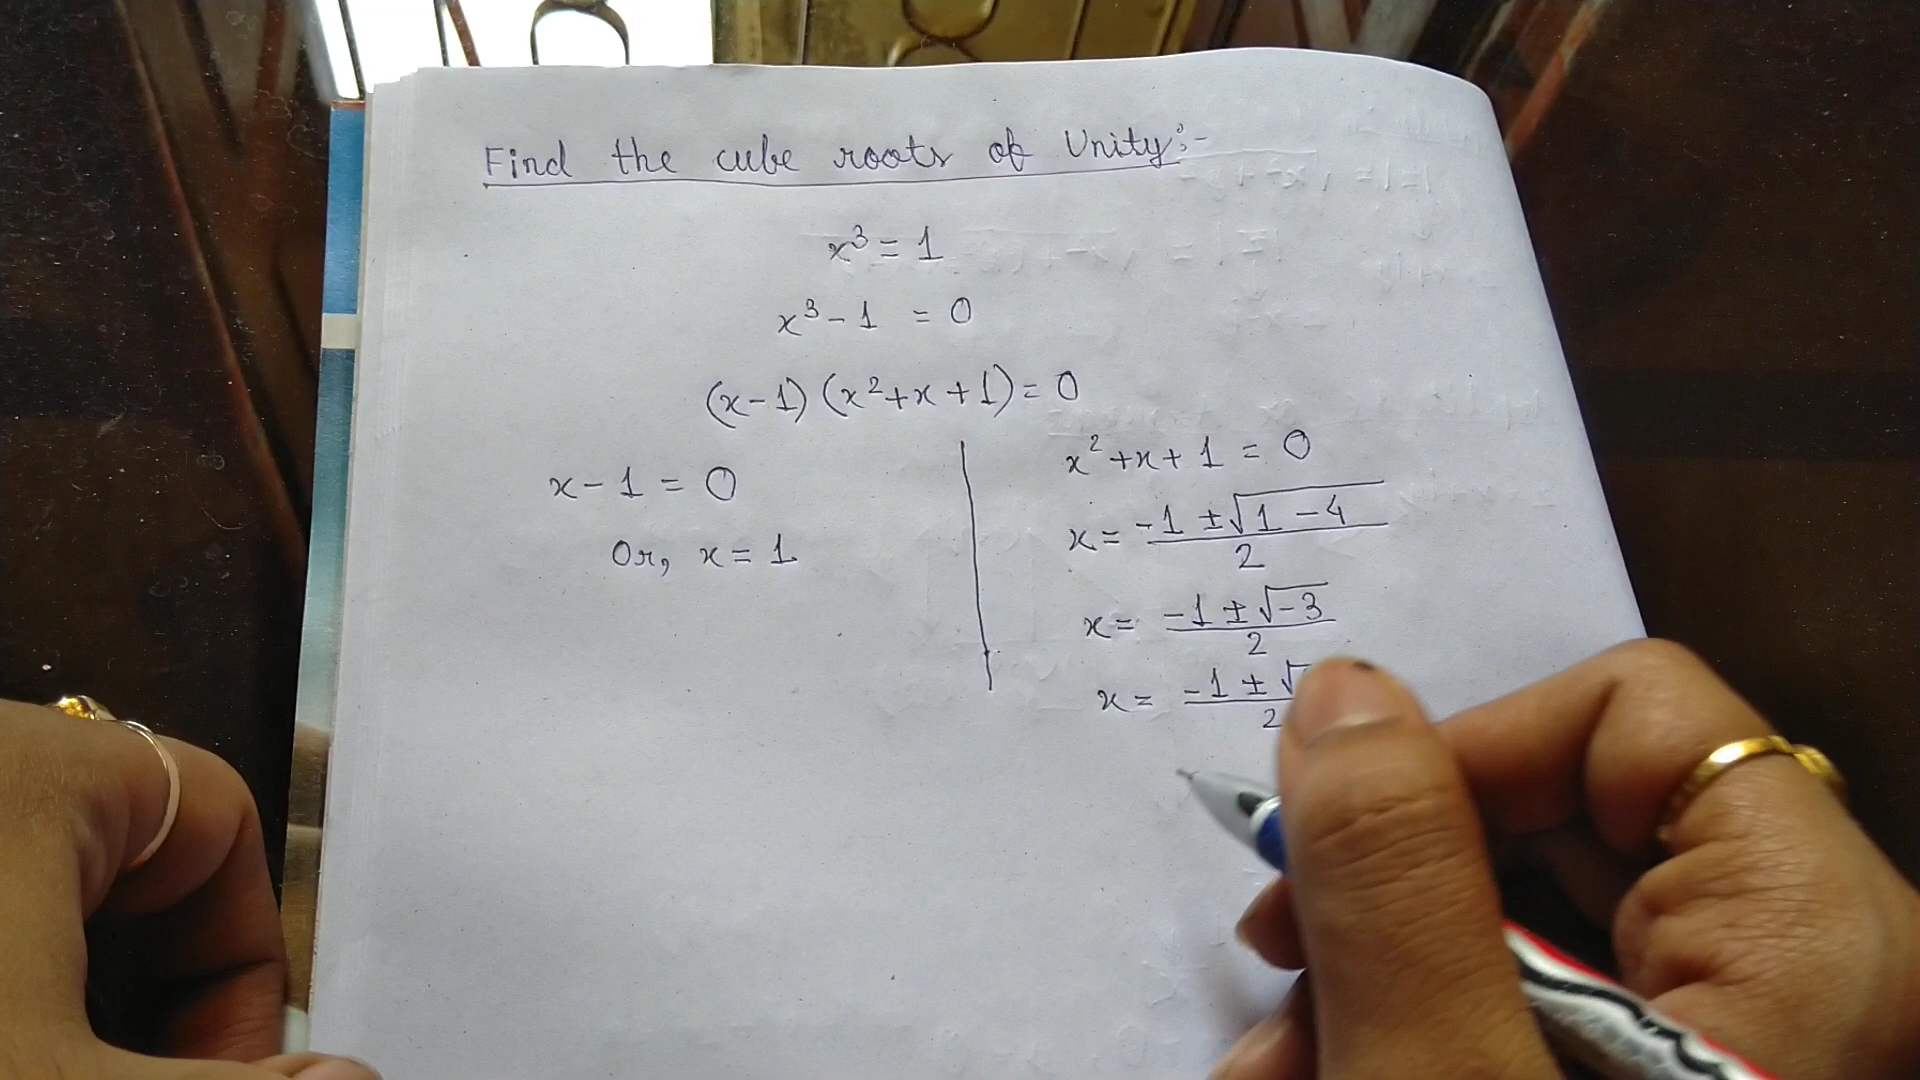 Find the cube roots of Unity:-
x³ = 1
x³ - 1 = 0
(x-1) (x²+x+1) = 0
x - 1 = 0
Or, x = 1
x² + x + 1 = 0
x = (-1 ± √(1 - 4))/2
x = (-1 ± √-3)/2
x = (-1 ± √)/2